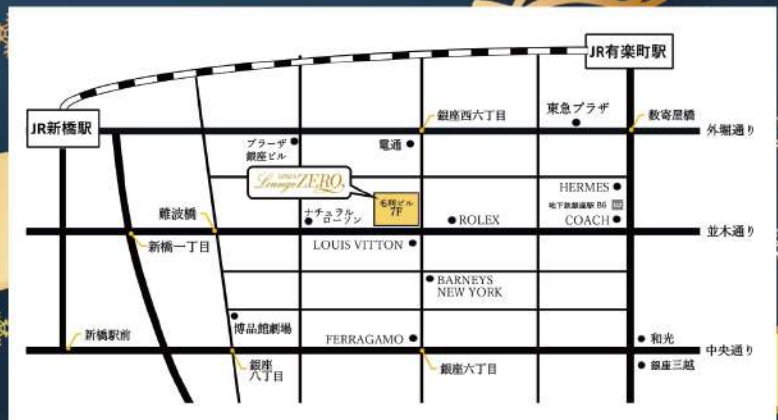 JR有楽町駅
JR新橋駅
銀座西六丁目
東急プラザ
数寄屋橋
外堀通り
ブラーザ
銀座ビル
電通
GINZA
Lounge ZERO
毛利ビル
7F
HERMES
地下鉄銀座駅 B6
COACH
難波橋
ナチュラル
ローソン
ROLEX
並木通り
新橋一丁目
LOUIS VITTON
BARNEYS
NEW YORK
博品館劇場
新橋駅前
FERRAGAMO
和光
中央通り
銀座
八丁目
銀座六丁目
銀座三越